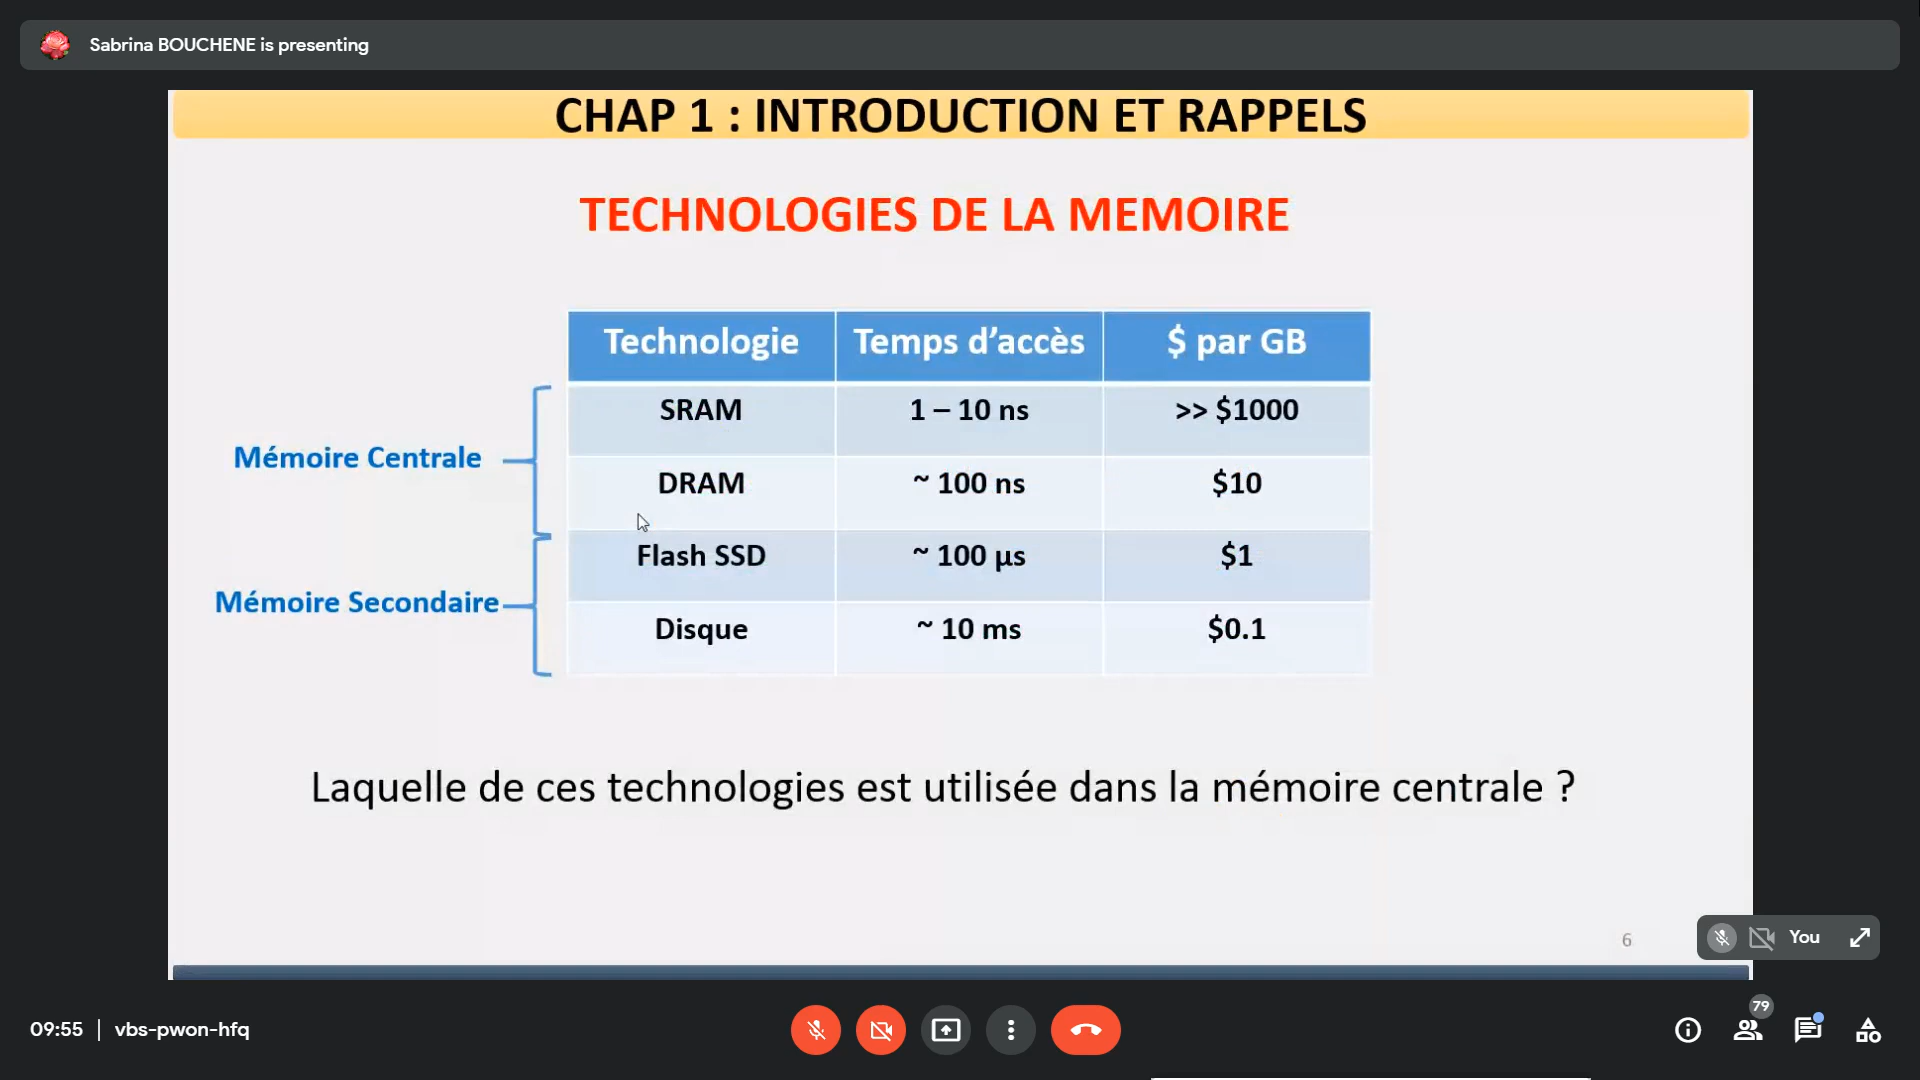 Sabrina BOUCHENE is presenting
CHAP 1 : INTRODUCTION ET RAPPELS
TECHNOLOGIES DE LA MEMOIRE
Technologie Temps d’accès $ par GB
SRAM 1 – 10 ns >> $1000
Mémoire Centrale
DRAM ~ 100 ns $10
Flash SSD ~ 100 µs $1
Mémoire Secondaire
Disque ~ 10 ms $0.1
Laquelle de ces technologies est utilisée dans la mémoire centrale ?
6
You
79
09:55 | vbs-pwon-hfq